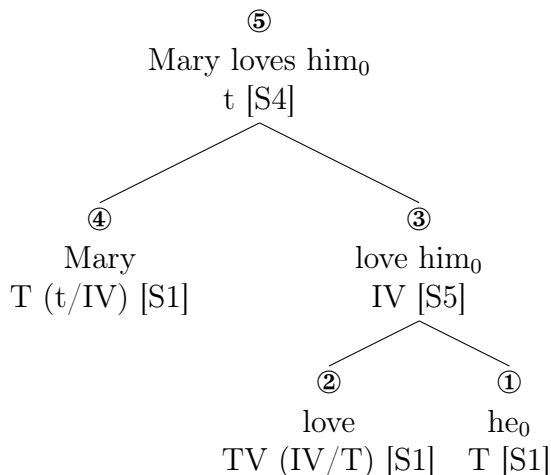 ⑤
Mary loves him₀
t [S4]
④ ③
Mary love him₀
T (t/IV) [S1] IV [S5]
② ①
love he₀
TV (IV/T) [S1] T [S1]